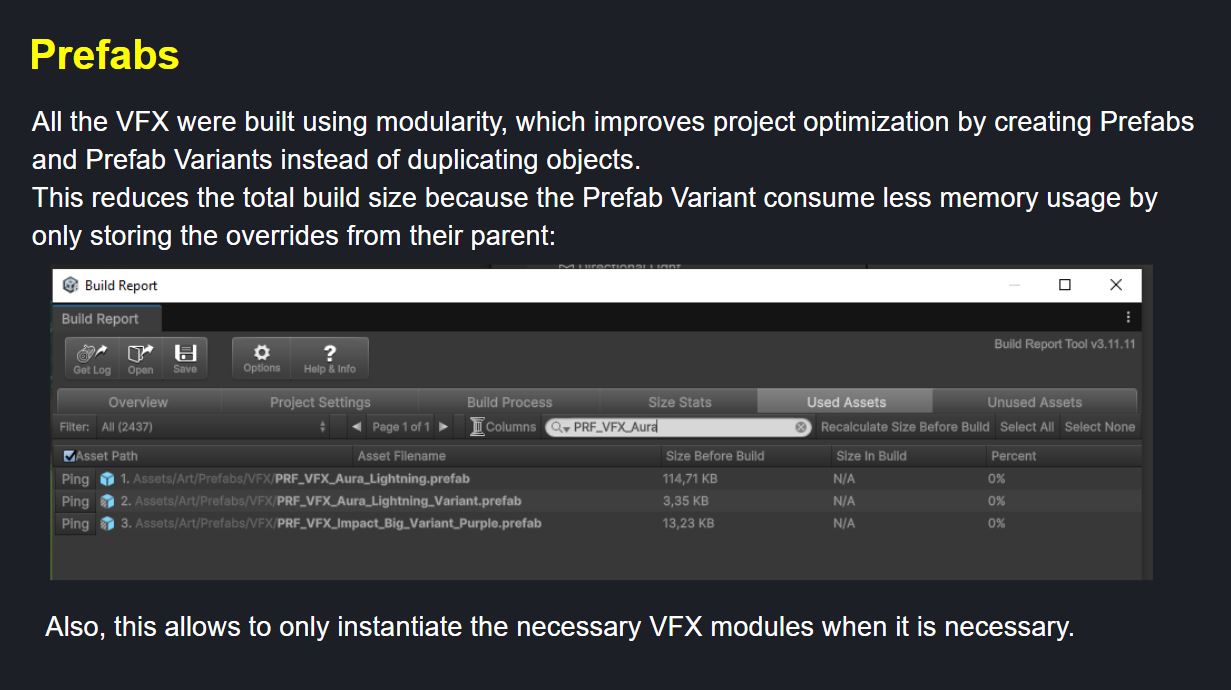 Prefabs
All the VFX were built using modularity, which improves project optimization by creating Prefabs
and Prefab Variants instead of duplicating objects.
This reduces the total build size because the Prefab Variant consume less memory usage by
only storing the overrides from their parent:
Directional Light
Build Report
Build Report
Build Report Tool v3.11.11
Get Log Open Save Options Help & Info
Overview Project Settings Build Process Size Stats Used Assets Unused Assets
Filter: All (2437) Page 1 of 1 Columns PRF_VFX_Aura Recalculate Size Before Build Select All Select None
Asset Path Asset Filename Size Before Build Size In Build Percent
Ping 1. Assets/Art/Prefabs/VFX/PRF_VFX_Aura_Lightning.prefab 114,71 KB N/A 0%
Ping 2. Assets/Art/Prefabs/VFX/PRF_VFX_Aura_Lightning_Variant.prefab 3,35 KB N/A 0%
Ping 3. Assets/Art/Prefabs/VFX/PRF_VFX_Impact_Big_Variant_Purple.prefab 13,23 KB N/A 0%
Also, this allows to only instantiate the necessary VFX modules when it is necessary.